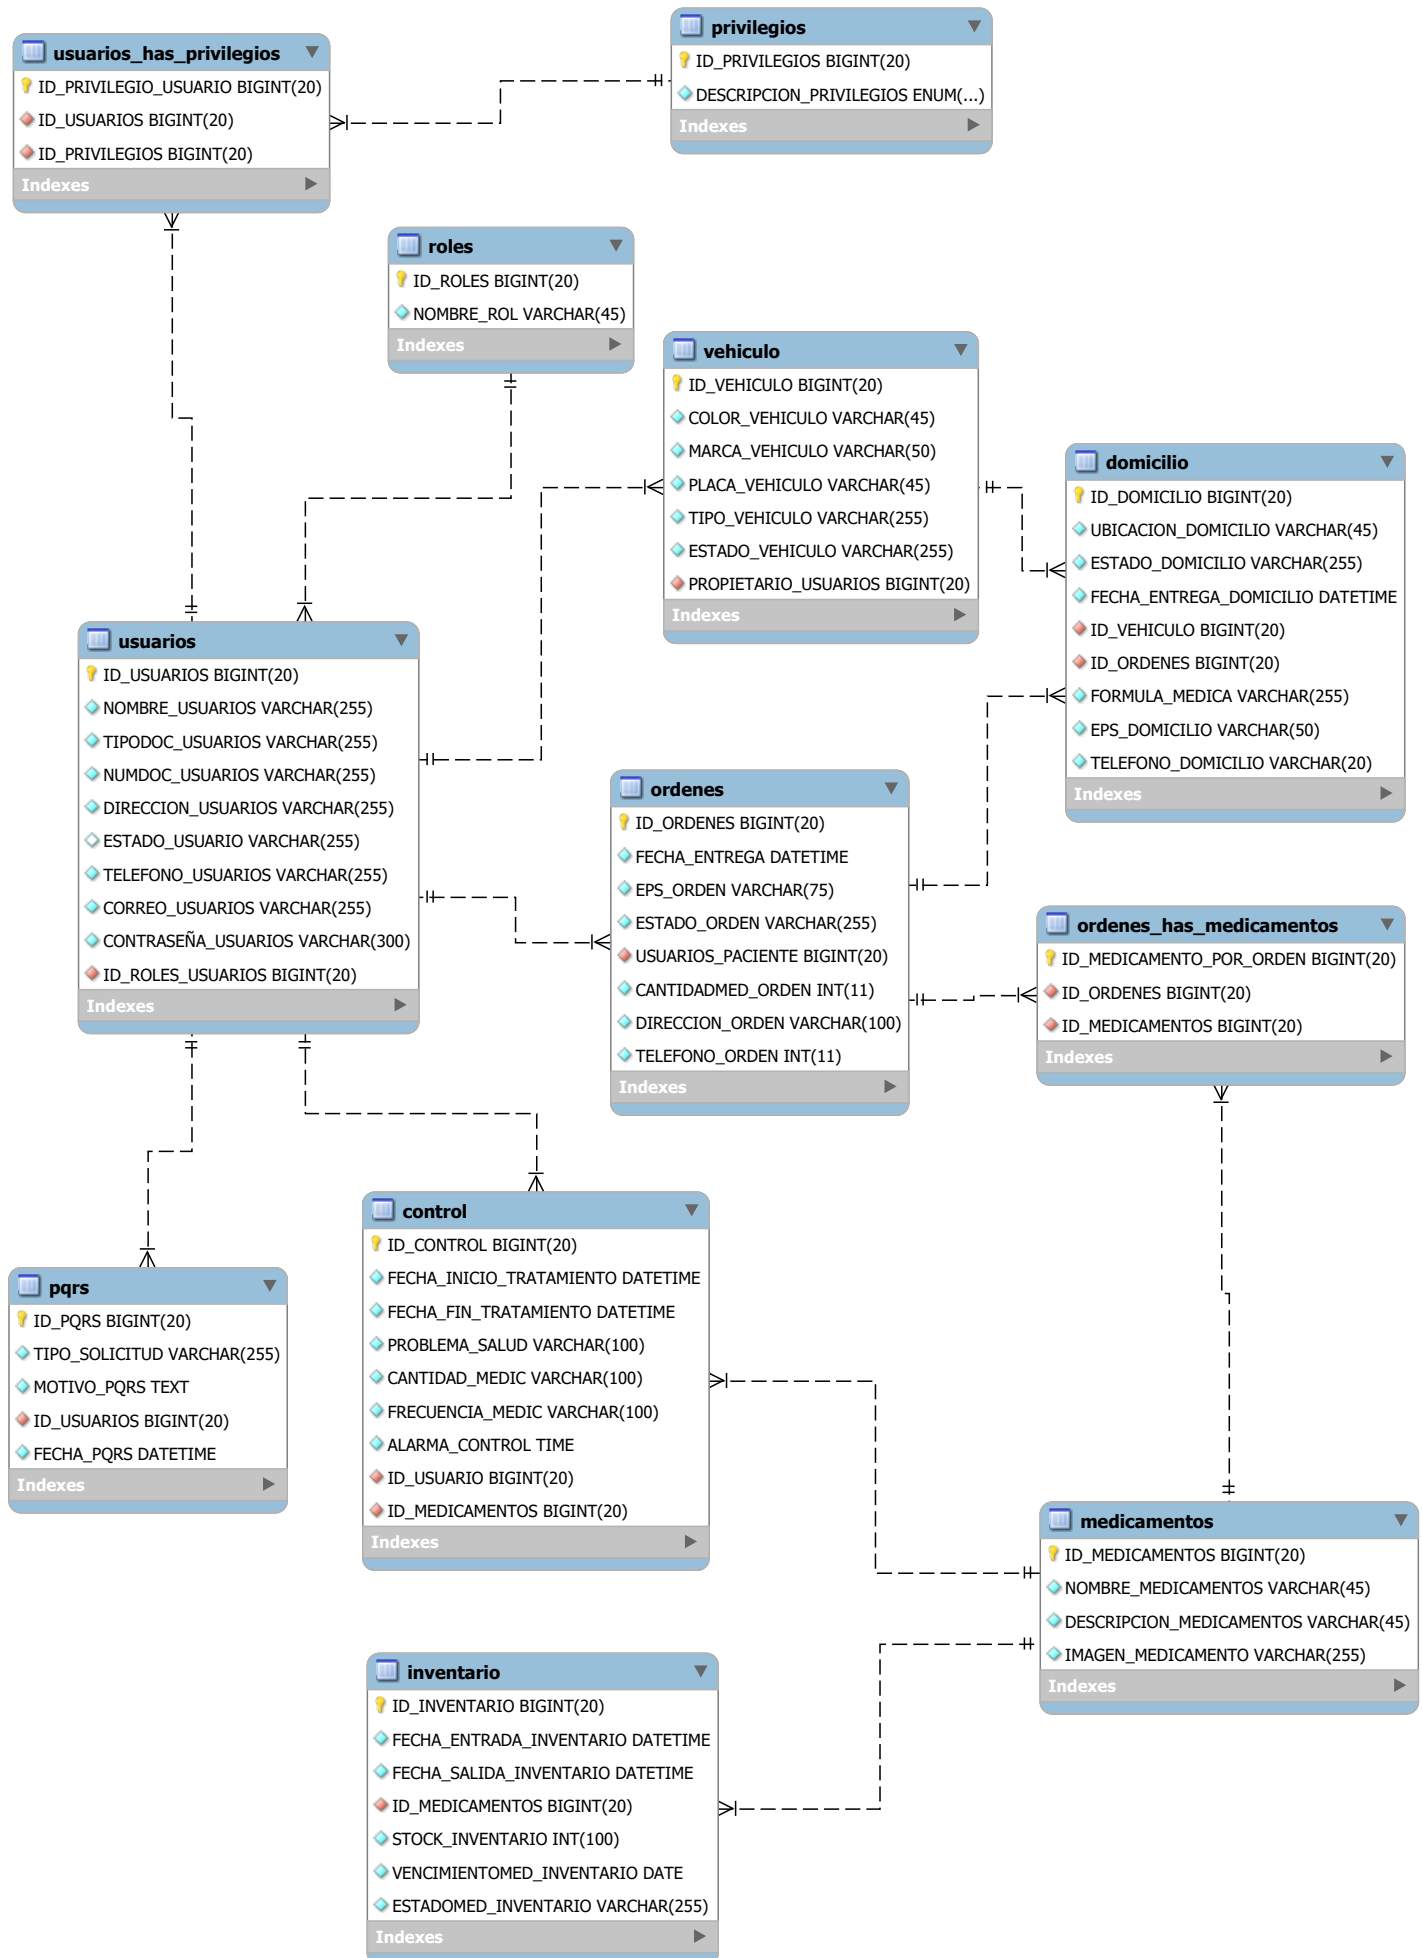 usuarios_has_privilegios
ID_PRIVILEGIO_USUARIO BIGINT(20)
ID_USUARIOS BIGINT(20)
ID_PRIVILEGIOS BIGINT(20)
Indexes
privilegios
ID_PRIVILEGIOS BIGINT(20)
DESCRIPCION_PRIVILEGIOS ENUM(...)
Indexes
roles
ID_ROLES BIGINT(20)
NOMBRE_ROL VARCHAR(45)
Indexes
vehiculo
ID_VEHICULO BIGINT(20)
COLOR_VEHICULO VARCHAR(45)
MARCA_VEHICULO VARCHAR(50)
PLACA_VEHICULO VARCHAR(45)
TIPO_VEHICULO VARCHAR(255)
ESTADO_VEHICULO VARCHAR(255)
PROPIETARIO_USUARIOS BIGINT(20)
Indexes
domicilio
ID_DOMICILIO BIGINT(20)
UBICACION_DOMICILIO VARCHAR(45)
ESTADO_DOMICILIO VARCHAR(255)
FECHA_ENTREGA_DOMICILIO DATETIME
ID_VEHICULO BIGINT(20)
ID_ORDENES BIGINT(20)
FORMULA_MEDICA VARCHAR(255)
EPS_DOMICILIO VARCHAR(50)
TELEFONO_DOMICILIO VARCHAR(20)
Indexes
usuarios
ID_USUARIOS BIGINT(20)
NOMBRE_USUARIOS VARCHAR(255)
TIPODOC_USUARIOS VARCHAR(255)
NUMDOC_USUARIOS VARCHAR(255)
DIRECCION_USUARIOS VARCHAR(255)
ESTADO_USUARIO VARCHAR(255)
TELEFONO_USUARIOS VARCHAR(255)
CORREO_USUARIOS VARCHAR(255)
CONTRASEÑA_USUARIOS VARCHAR(300)
ID_ROLES_USUARIOS BIGINT(20)
Indexes
ordenes
ID_ORDENES BIGINT(20)
FECHA_ENTREGA DATETIME
EPS_ORDEN VARCHAR(75)
ESTADO_ORDEN VARCHAR(255)
USUARIOS_PACIENTE BIGINT(20)
CANTIDADMED_ORDEN INT(11)
DIRECCION_ORDEN VARCHAR(100)
TELEFONO_ORDEN INT(11)
Indexes
ordenes_has_medicamentos
ID_MEDICAMENTO_POR_ORDEN BIGINT(20)
ID_ORDENES BIGINT(20)
ID_MEDICAMENTOS BIGINT(20)
Indexes
control
ID_CONTROL BIGINT(20)
FECHA_INICIO_TRATAMIENTO DATETIME
FECHA_FIN_TRATAMIENTO DATETIME
PROBLEMA_SALUD VARCHAR(100)
CANTIDAD_MEDIC VARCHAR(100)
FRECUENCIA_MEDIC VARCHAR(100)
ALARMA_CONTROL TIME
ID_USUARIO BIGINT(20)
ID_MEDICAMENTOS BIGINT(20)
Indexes
pqrs
ID_PQRS BIGINT(20)
TIPO_SOLICITUD VARCHAR(255)
MOTIVO_PQRS TEXT
ID_USUARIOS BIGINT(20)
FECHA_PQRS DATETIME
Indexes
medicamentos
ID_MEDICAMENTOS BIGINT(20)
NOMBRE_MEDICAMENTOS VARCHAR(45)
DESCRIPCION_MEDICAMENTOS VARCHAR(45)
IMAGEN_MEDICAMENTO VARCHAR(255)
Indexes
inventario
ID_INVENTARIO BIGINT(20)
FECHA_ENTRADA_INVENTARIO DATETIME
FECHA_SALIDA_INVENTARIO DATETIME
ID_MEDICAMENTOS BIGINT(20)
STOCK_INVENTARIO INT(100)
VENCIMIENTOMED_INVENTARIO DATE
ESTADOMED_INVENTARIO VARCHAR(255)
Indexes